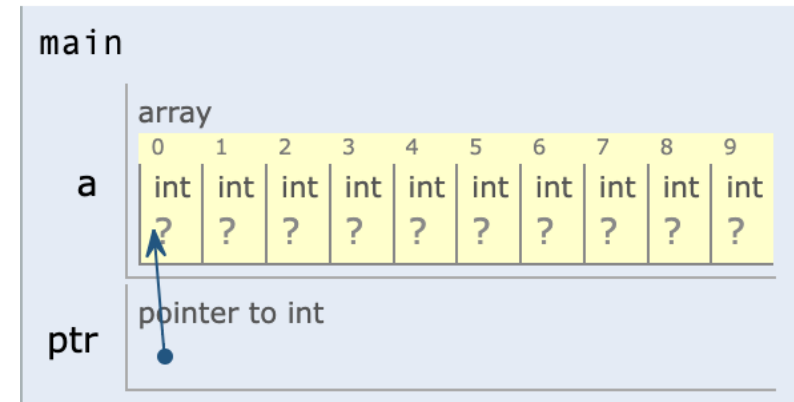 main
array
0 1 2 3 4 5 6 7 8 9
a
int int int int int int int int int int
? ? ? ? ? ? ? ? ? ?
pointer to int
ptr